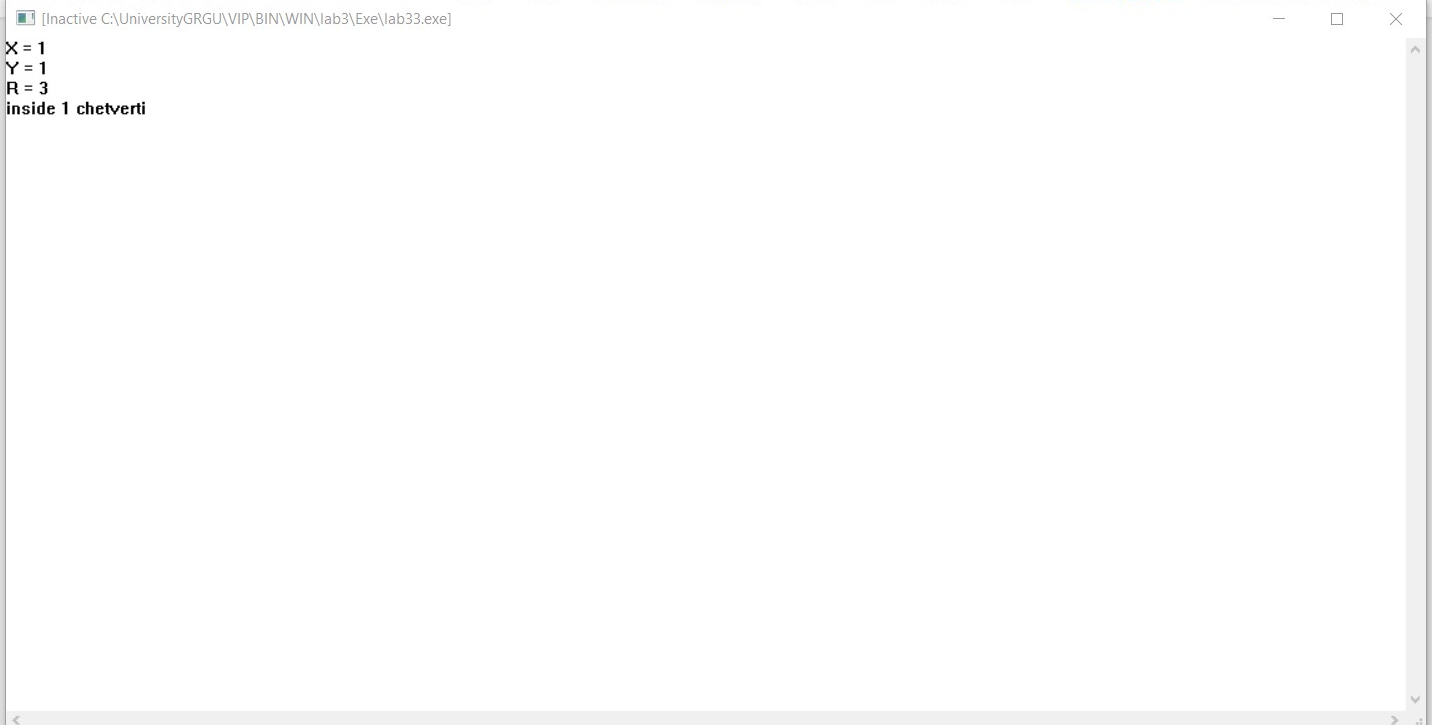 [Inactive C:\UniversityGRGU\VIP\BIN\WIN\lab3\Exe\lab33.exe]
X = 1
Y = 1
R = 3
inside 1 chetverti